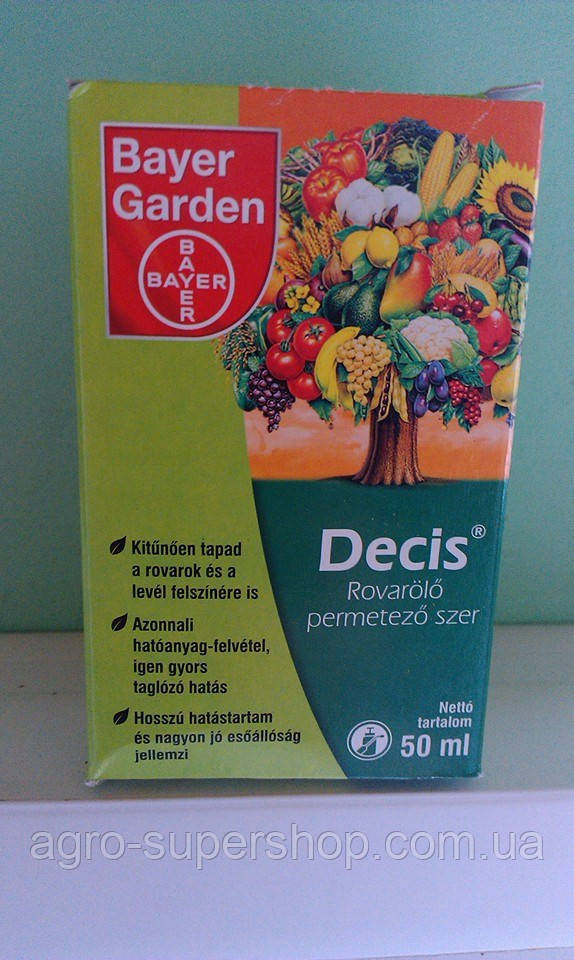 Bayer
Garden
BAYER
BAYER
Decis®
Rovarölő
permetező szer
Kitűnően tapad
a rovarok és a
levél felszínére is
Azonnali
hatóanyag-felvétel,
igen gyors
taglózó hatás
Hosszú hatástartam
és nagyon jó esőállóság
jellemzi
Nettó
tartalom
50 ml
agro-supershop.com.ua